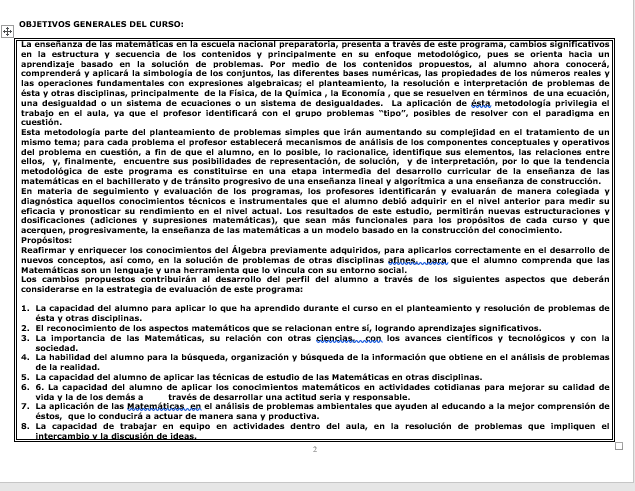 OBJETIVOS GENERALES DEL CURSO:
La enseñanza de las matemáticas en la escuela nacional preparatoria, presenta a través de este programa, cambios significativos
en la estructura y secuencia de los contenidos y principalmente en su enfoque metodológico, pues se orienta hacia un
aprendizaje basado en la solución de problemas. Por medio de los contenidos propuestos, al alumno ahora conocerá,
comprenderá y aplicará la simbología de los conjuntos, las diferentes bases numéricas, las propiedades de los números reales y
las operaciones fundamentales con expresiones algebraicas; el planteamiento, la resolución e interpretación de problemas de
ésta y otras disciplinas, principalmente de la Física, de la Química , la Economía , que se resuelven en términos de una ecuación,
una desigualdad o un sistema de ecuaciones o un sistema de desigualdades. La aplicación de ésta metodología privilegia el
trabajo en el aula, ya que el profesor identificará con el grupo problemas "tipo", posibles de resolver con el paradigma en
cuestión.
Esta metodología parte del planteamiento de problemas simples que irán aumentando su complejidad en el tratamiento de un
mismo tema; para cada problema el profesor establecerá mecanismos de análisis de los componentes conceptuales y operativos
del problema en cuestión, a fin de que el alumno, en lo posible, lo racionalice, identifique sus elementos, las relaciones entre
ellos, y, finalmente, encuentre sus posibilidades de representación, de solución, y de interpretación, por lo que la tendencia
metodológica de este programa es constituirse en una etapa intermedia del desarrollo curricular de la enseñanza de las
matemáticas en el bachillerato y de tránsito progresivo de una enseñanza lineal y algorítmica a una enseñanza de construcción.
En materia de seguimiento y evaluación de los programas, los profesores identificarán y evaluarán de manera colegiada y
diagnóstica aquellos conocimientos técnicos e instrumentales que el alumno debió adquirir en el nivel anterior para medir su
eficacia y pronosticar su rendimiento en el nivel actual. Los resultados de este estudio, permitirán nuevas estructuraciones y
dosificaciones (adiciones y supresiones matemáticas), que sean más funcionales para los propósitos de cada curso y que
acerquen, progresivamente, la enseñanza de las matemáticas a un modelo basado en la construcción del conocimiento.
Propósitos:
Reafirmar y enriquecer los conocimientos del Álgebra previamente adquiridos, para aplicarlos correctamente en el desarrollo de
nuevos conceptos, así como, en la solución de problemas de otras disciplinas afines, para que el alumno comprenda que las
Matemáticas son un lenguaje y una herramienta que lo vincula con su entorno social.
Los cambios propuestos contribuirán al desarrollo del perfil del alumno a través de los siguientes aspectos que deberán
considerarse en la estrategia de evaluación de este programa:
1. La capacidad del alumno para aplicar lo que ha aprendido durante el curso en el planteamiento y resolución de problemas de
ésta y otras disciplinas.
2. El reconocimiento de los aspectos matemáticos que se relacionan entre sí, logrando aprendizajes significativos.
3. La importancia de las Matemáticas, su relación con otras ciencias, con los avances científicos y tecnológicos y con la
sociedad.
4. La habilidad del alumno para la búsqueda, organización y búsqueda de la información que obtiene en el análisis de problemas
de la realidad.
5. La capacidad del alumno de aplicar las técnicas de estudio de las Matemáticas en otras disciplinas.
6. 6. La capacidad del alumno de aplicar los conocimientos matemáticos en actividades cotidianas para mejorar su calidad de
vida y la de los demás a través de desarrollar una actitud seria y responsable.
7. La aplicación de las Matemáticas en el análisis de problemas ambientales que ayuden al educando a la mejor comprensión de
éstos, que lo conducirá a actuar de manera sana y productiva.
8. La capacidad de trabajar en equipo en actividades dentro del aula, en la resolución de problemas que impliquen el
intercambio y la discusión de ideas.
2